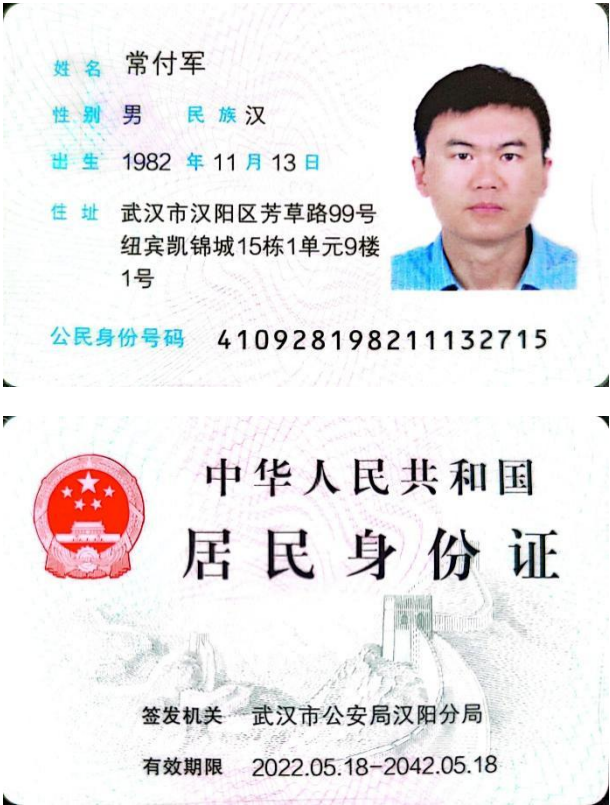 姓名 常付军
性别 男 民族 汉
出生 1982 年 11 月 13 日
住址 武汉市汉阳区芳草路99号
纽宾凯锦城15栋1单元9楼
1号
公民身份号码 410928198211132715
中华人民共和国
居民身份证
签发机关 武汉市公安局汉阳分局
有效期限 2022.05.18-2042.05.18